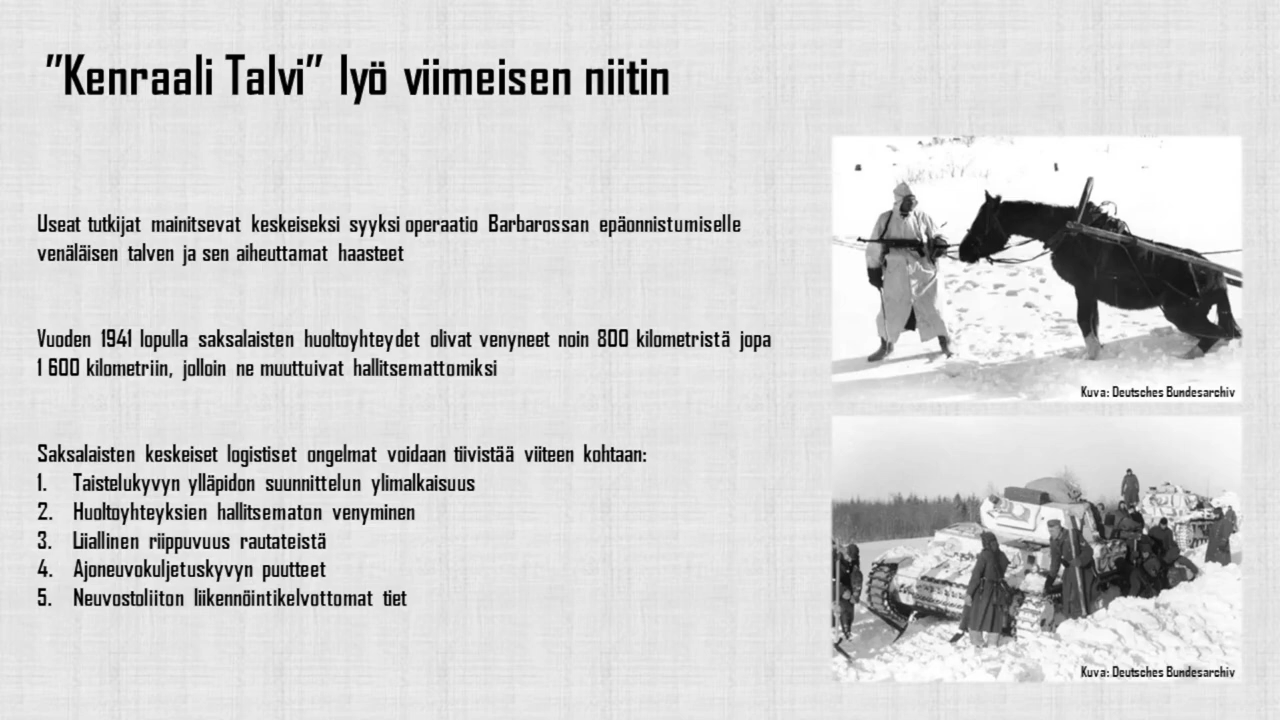 ”Kenraali Talvi” lyö viimeisen niitin
Useat tutkijat mainitsevat keskeiseksi syyksi operaatio Barbarossan epäonnistumiselle
venäläisen talven ja sen aiheuttamat haasteet
Vuoden 1941 lopulla saksalaisten huoltoyhteydet olivat venyneet noin 800 kilometristä jopa
1 600 kilometriin, jolloin ne muuttuivat hallitsemattomiksi
Saksalaisten keskeiset logistiset ongelmat voidaan tiivistää viiteen kohtaan:
1. Taistelukyvyn ylläpidon suunnittelun ylimalkaisuus
2. Huoltoyhteyksien hallitsematon venyminen
3. Liiallinen riippuvuus rautateistä
4. Ajoneuvokuljetuskyvyn puutteet
5. Neuvostoliiton liikennöintikelvottomat tiet
Kuva: Deutsches Bundesarchiv
Kuva: Deutsches Bundesarchiv